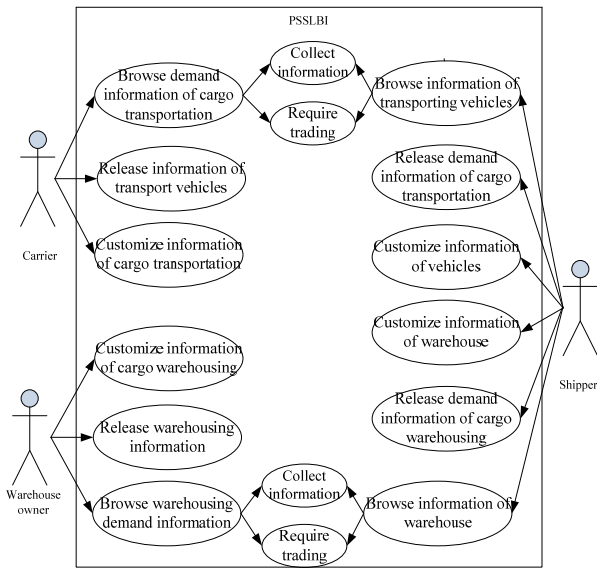 PSSLBI
Browse demand
information of cargo
transportation
Collect
information
Require
trading
Browse information of
transporting vehicles
Release information of
transport vehicles
Release demand
information of cargo
transportation
Customize information
of cargo transportation
Customize information
of vehicles
Carrier
Customize information
of warehouse
Shipper
Customize information
of cargo warehousing
Release demand
information of cargo
warehousing
Release warehousing
information
Warehouse
owner
Browse warehousing
demand information
Collect
information
Require
trading
Browse information of
warehouse